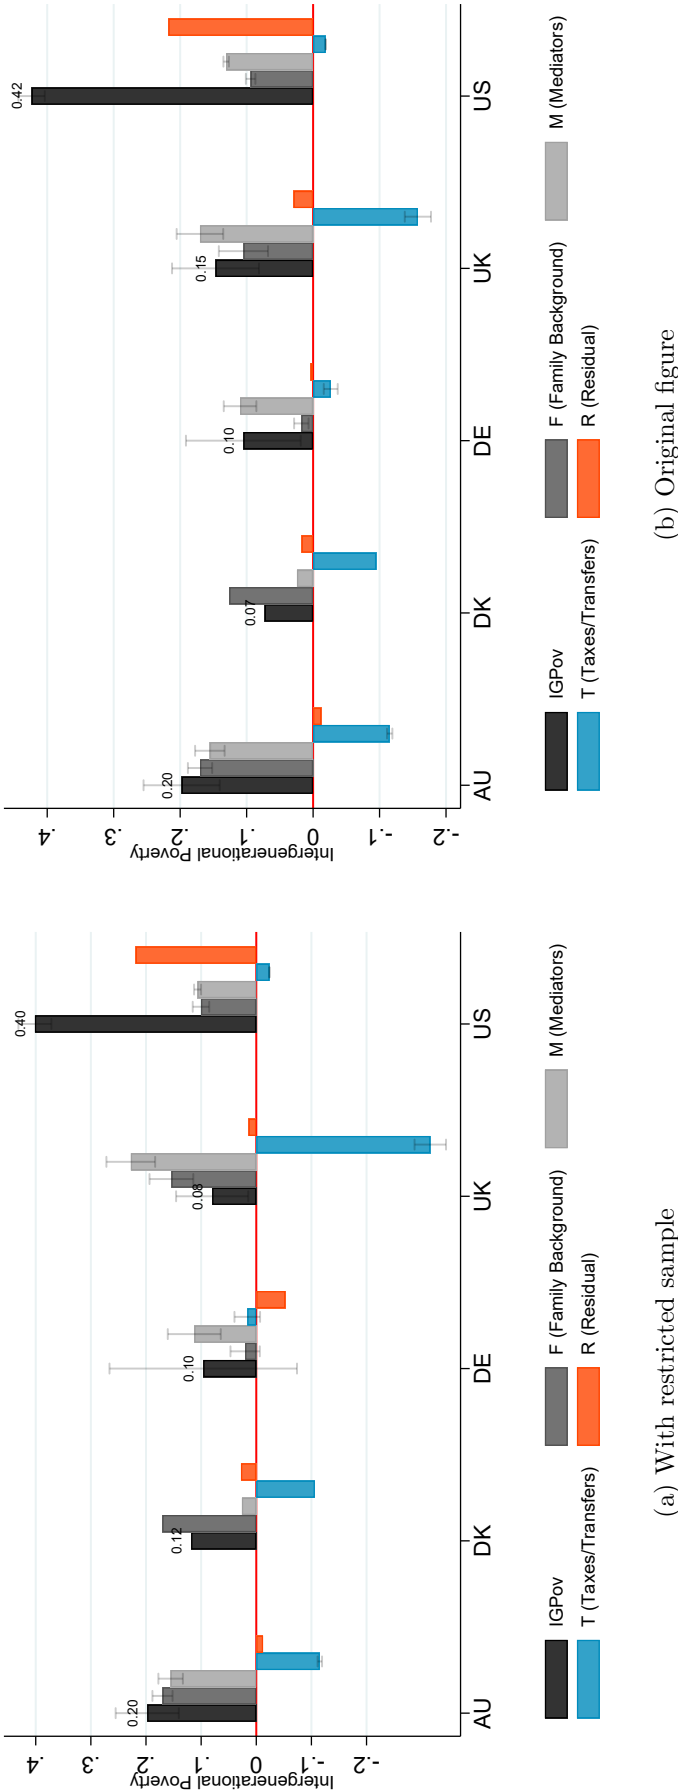 .4
.3
.2
.1
0
-.1
-.2
Intergenerational Poverty
0.20
0.12
0.10
0.08
0.40
AU
DK
DE
UK
US
IGPov
F (Family Background)
M (Mediators)
T (Taxes/Transfers)
R (Residual)
(a) With restricted sample
.4
.3
.2
.1
0
-.1
-.2
Intergenerational Poverty
0.20
0.07
0.10
0.15
0.42
AU
DK
DE
UK
US
IGPov
F (Family Background)
M (Mediators)
T (Taxes/Transfers)
R (Residual)
(b) Original figure